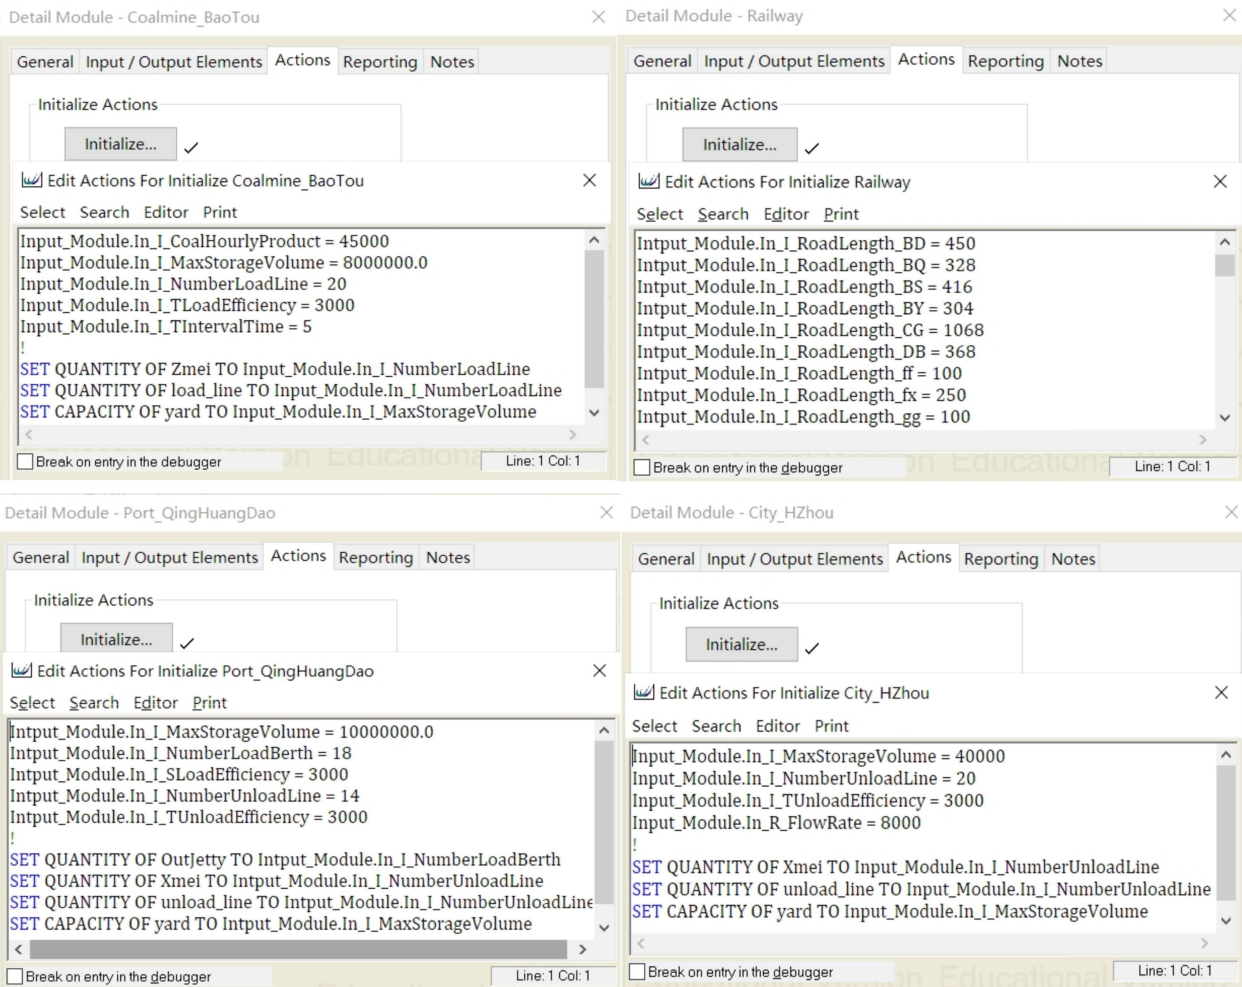 Detail Module - Coalmine_BaoTou
General Input / Output Elements Actions Reporting Notes
Initialize Actions
Initialize...
Edit Actions For Initialize Coalmine_BaoTou
Select Search Editor Print
Input_Module.In_I_CoalHourlyProduct = 45000
Input_Module.In_I_MaxStorageVolume = 8000000.0
Input_Module.In_I_NumberLoadLine = 20
Input_Module.In_I_TLoadEfficiency = 3000
Input_Module.In_I_TIntervalTime = 5
!
SET QUANTITY OF Zmei TO Input_Module.In_I_NumberLoadLine
SET QUANTITY OF load_line TO Input_Module.In_I_NumberLoadLine
SET CAPACITY OF yard TO Input_Module.In_I_MaxStorageVolume
Break on entry in the debugger
Line: 1 Col: 1
Detail Module - Railway
General Input / Output Elements Actions Reporting Notes
Initialize Actions
Initialize...
Edit Actions For Initialize Railway
Select Search Editor Print
Intput_Module.In_I_RoadLength_BD = 450
Intput_Module.In_I_RoadLength_BQ = 328
Intput_Module.In_I_RoadLength_BS = 416
Intput_Module.In_I_RoadLength_BY = 304
Intput_Module.In_I_RoadLength_CG = 1068
Intput_Module.In_I_RoadLength_DB = 368
Intput_Module.In_I_RoadLength_ff = 100
Intput_Module.In_I_RoadLength_fx = 250
Intput_Module.In_I_RoadLength_gg = 100
Break on entry in the debugger
Line: 1 Col: 1
Detail Module - Port_QingHuangDao
General Input / Output Elements Actions Reporting Notes
Initialize Actions
Initialize...
Edit Actions For Initialize Port_QingHuangDao
Select Search Editor Print
Intput_Module.In_I_MaxStorageVolume = 10000000.0
Intput_Module.In_I_NumberLoadBerth = 18
Intput_Module.In_I_SLoadEfficiency = 3000
Intput_Module.In_I_NumberUnloadLine = 14
Intput_Module.In_I_TUnloadEfficiency = 3000
!
SET QUANTITY OF OutJetty TO Intput_Module.In_I_NumberLoadBerth
SET QUANTITY OF Xmei TO Intput_Module.In_I_NumberUnloadLine
SET QUANTITY OF unload_line TO Intput_Module.In_I_NumberUnloadLine
SET CAPACITY OF yard TO Intput_Module.In_I_MaxStorageVolume
Break on entry in the debugger
Line: 1 Col: 1
Detail Module - City_HZhou
General Input / Output Elements Actions Reporting Notes
Initialize Actions
Initialize...
Edit Actions For Initialize City_HZhou
Select Search Editor Print
Input_Module.In_I_MaxStorageVolume = 40000
Input_Module.In_I_NumberUnloadLine = 20
Input_Module.In_I_TUnloadEfficiency = 3000
Input_Module.In_R_FlowRate = 8000
!
SET QUANTITY OF Xmei TO Input_Module.In_I_NumberUnloadLine
SET QUANTITY OF unload_line TO Input_Module.In_I_NumberUnloadLine
SET CAPACITY OF yard TO Input_Module.In_I_MaxStorageVolume
Break on entry in the debugger
Line: 1 Col: 1